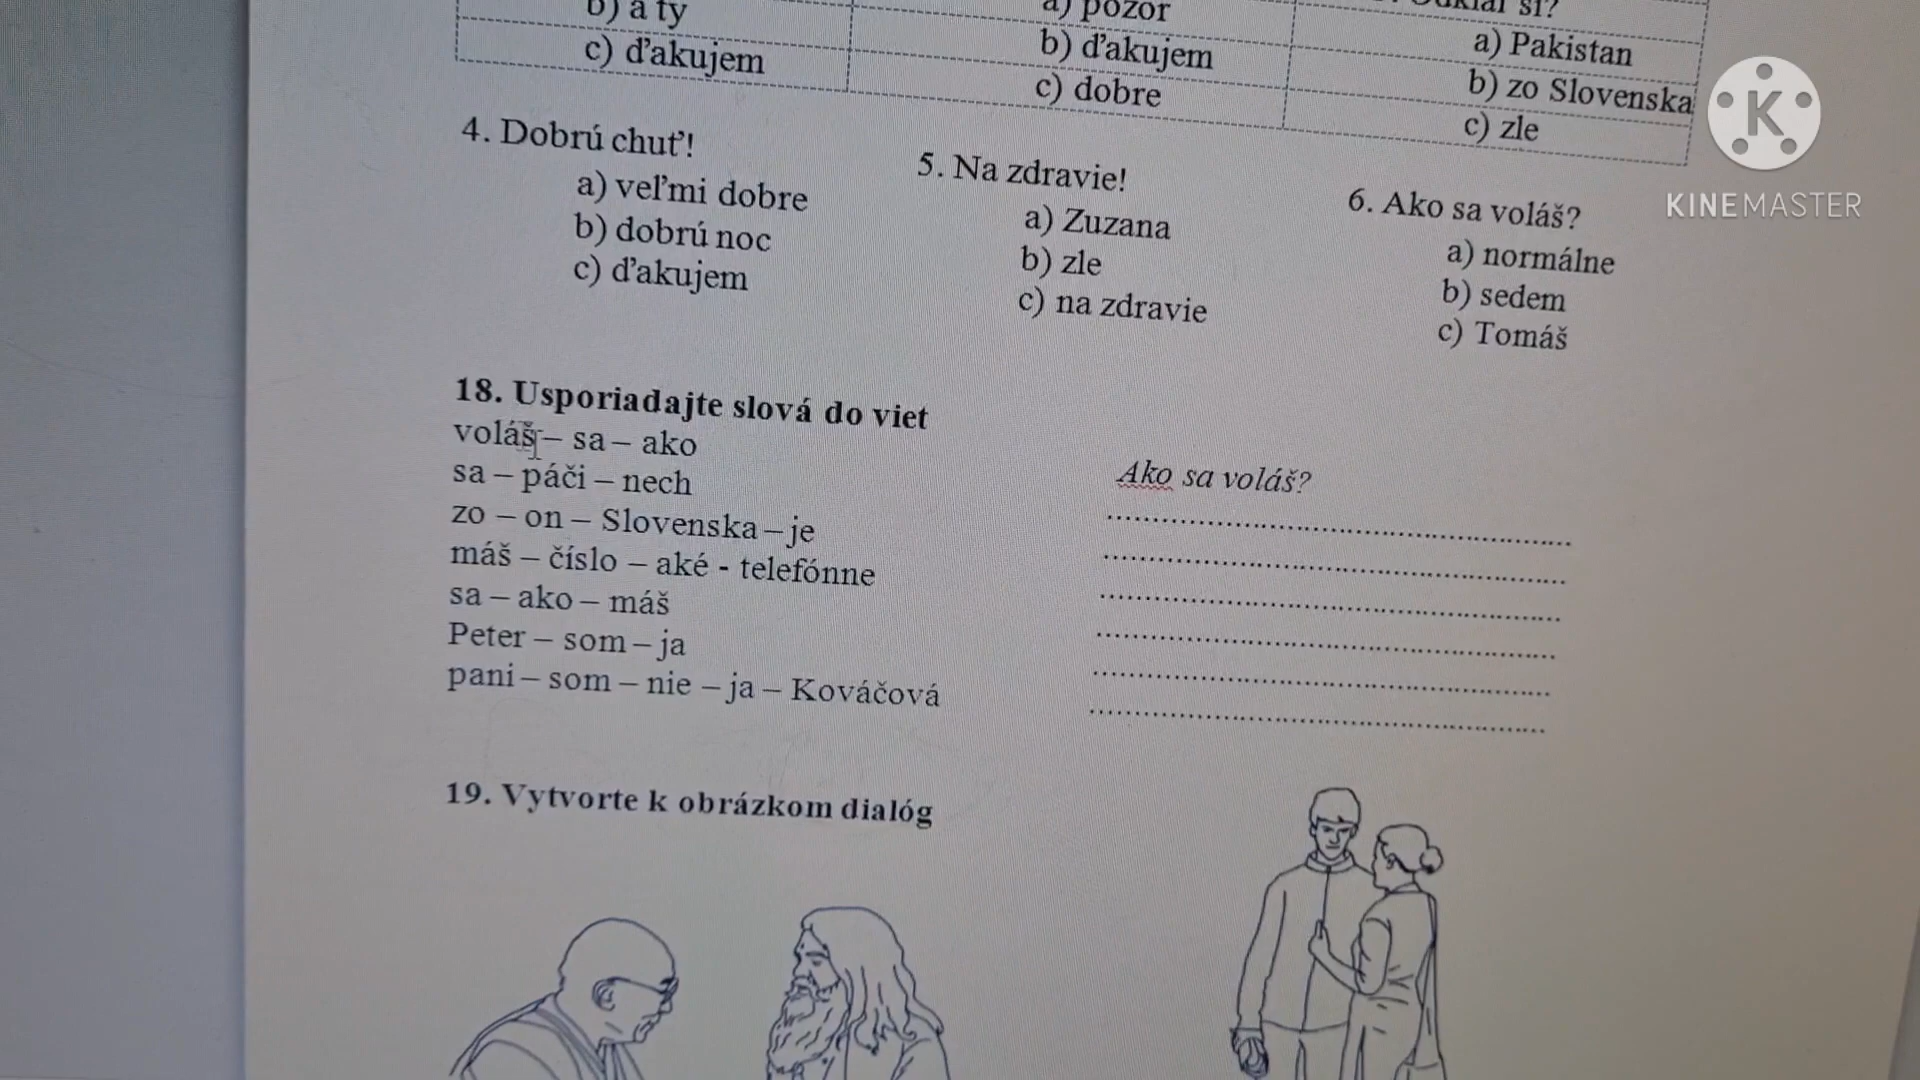 b) a ty
a) pozor
si?
c) ďakujem
b) ďakujem
a) Pakistan
c) dobre
b) zo Slovenska
c) zle
4. Dobrú chuť!
a) veľmi dobre
b) dobrú noc
c) ďakujem
5. Na zdravie!
a) Zuzana
b) zle
c) na zdravie
6. Ako sa voláš?
a) normálne
b) sedem
c) Tomáš
K
KINEMASTER
18. Usporiadajte slová do viet
voláš – sa – ako
sa – páči – nech
zo – on – Slovenska – je
máš – číslo – aké - telefónne
sa – ako – máš
Peter – som – ja
pani – som – nie – ja – Kováčová
Ako sa voláš?
19. Vytvorte k obrázkom dialóg